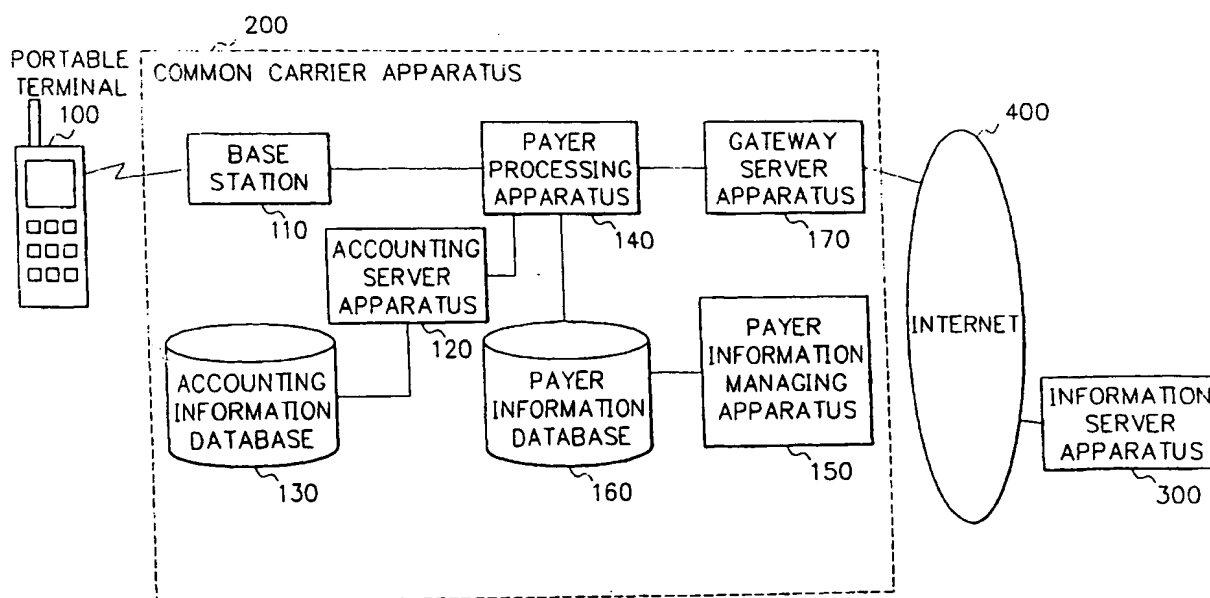 200
PORTABLE
TERMINAL
100
COMMON CARRIER APPARATUS
BASE
STATION
110
PAYER
PROCESSING
APPARATUS
140
GATEWAY
SERVER
APPARATUS
170
400
ACCOUNTING
SERVER
APPARATUS
120
ACCOUNTING
INFORMATION
DATABASE
130
PAYER
INFORMATION
DATABASE
160
PAYER
INFORMATION
MANAGING
APPARATUS
150
INTERNET
INFORMATION
SERVER
APPARATUS
300